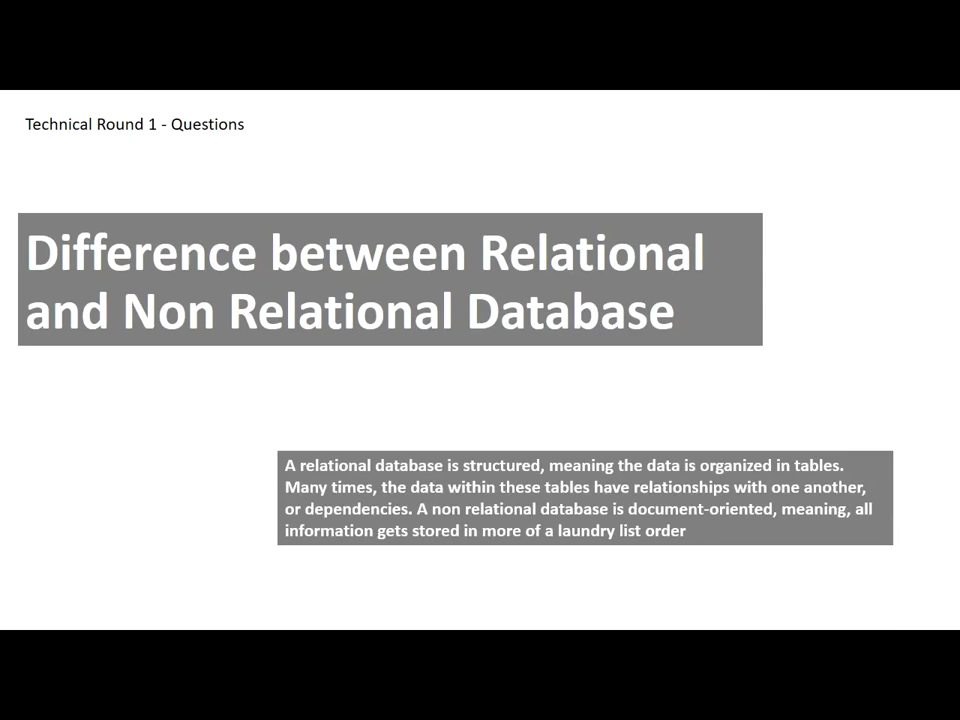 Technical Round 1 - Questions
Difference between Relational
and Non Relational Database
A relational database is structured, meaning the data is organized in tables.
Many times, the data within these tables have relationships with one another,
or dependencies. A non relational database is document-oriented, meaning, all
information gets stored in more of a laundry list order